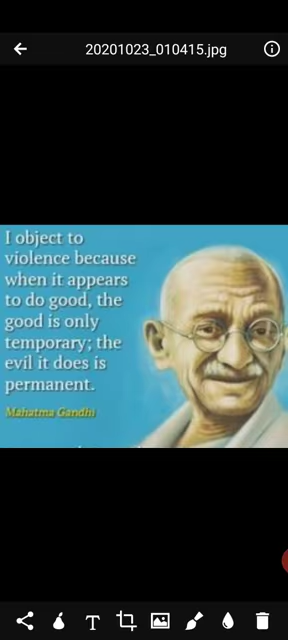 20201023_010415.jpg
I object to
violence because
when it appears
to do good, the
good is only
temporary; the
evil it does is
permanent.
Mahatma Gandhi
T